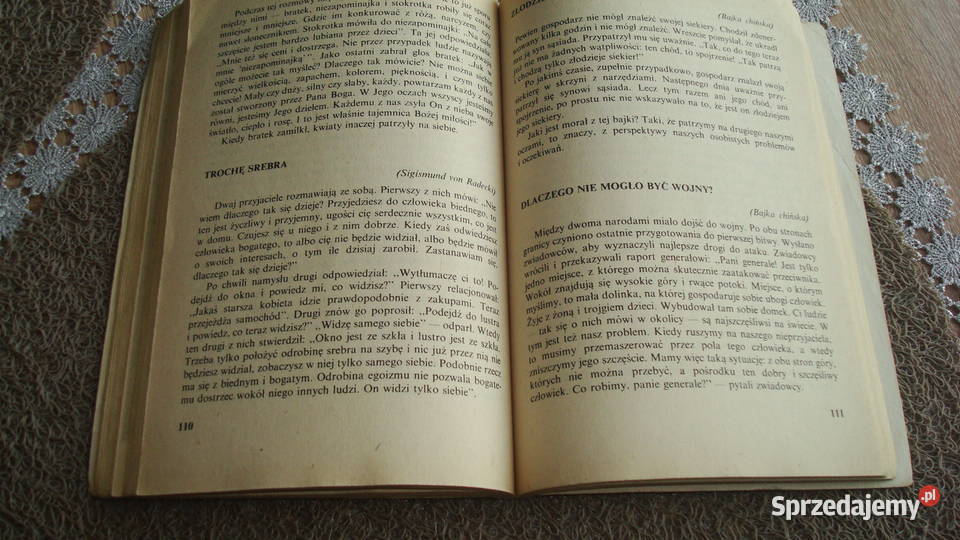 Podczas tej rozmowy
między nimi — bratek, niezapominajka i stokrotka robiły się coraz
mniejsze i mniejsze. Gdzie im konkurować z różą, narcyzem, czy
nawet słonecznikiem. Stokrotka mówiła do niezapominajki: „Na całe
szczęście jestem bardzo lubiana przez dzieci". Ta jej odpowiedziała:
„Mnie też się ceni i dostrzega. Nie przez przypadek ludzie nazywają
mnie 'niezapominajką'". Jako ostatni zabrał głos bratek: „Jak w
ogóle możecie tak myśleć? Dlaczego tak mówicie? Nie można siebie
mierzyć wielkością, zapachem, kolorem, pięknością, i czym tylko
chcecie! Mały czy duży, silny czy słaby, każdy, powtarzam każdy z nas
został stworzony przez Pana Boga. W Jego oczach wszyscy jesteśmy
równi, jesteśmy Jego dziełem. Każdemu z nas zsyła On z nieba swoje
światło, ciepło i rosę. I to jest właśnie tajemnica Bożej miłości!"
Kiedy bratek zamilkł, kwiaty inaczej patrzyły na siebie.
TROCHĘ SREBRA
(Sigismund von Radecki)
Dwaj przyjaciele rozmawiają ze sobą. Pierwszy z nich mówi: „Nie
wiem dlaczego tak się dzieje? Przyjedziesz do człowieka biednego, to
ten jest życzliwy i przyjemny, ugości cię serdecznie wszystkim, co jest
w domu. Czujesz się u niego i z nim dobrze. Kiedy zaś odwiedzisz
człowieka bogatego, to albo cię nie będzie widział, albo będzie mówił
o swoich interesach, o tym ile dzisiaj zarobił. Zastanawiam się,
dlaczego tak się dzieje?"
Po chwili namysłu drugi odpowiedział: „Wytłumaczę ci to! Po-
dejdź do okna i powiedz mi, co widzisz?" Pierwszy relacjonował:
„Jakaś starsza kobieta idzie prawdopodobnie z zakupami. Teraz
przejeżdża samochód". Drugi znów go poprosił: „Podejdź do lustra
i powiedz, co teraz widzisz?" „Widzę samego siebie" — odparł. Wtedy
ten drugi z nich stwierdził: „Okno jest ze szkła i lustro jest ze szkła.
Trzeba tylko położyć odrobinę srebra na szybę i nic już przez nią nie
będziesz widział, zobaczysz w niej tylko samego siebie. Podobnie rzecz
ma się z biednym i bogatym. Odrobina egoizmu nie pozwala bogate-
mu dostrzec wokół niego innych ludzi. On widzi tylko siebie".
110
(Bajka chińska)
Pewien gospodarz nie mógł znaleźć swojej siekiery. Chodził zdener-
wowany kilka godzin i nie mógł znaleźć. Wreszcie pomyślał, że ukradł
mu ją syn sąsiada. Przypatrzył mu się uważnie. „Tak, co do tego teraz
nie ma żadnych wątpliwości: ten chód, to spojrzenie! „Tak patrzą
i chodzą tylko złodzieje siekier!"
Po jakimś czasie, zupełnie przypadkowo, gospodarz znalazł swoją
siekierę w skrzyni z narzędziami. Następnego dnia uważnie przy-
patrzył się synowi sąsiada. Lecz tym razem ani jego chód, ani
spojrzenie, po prostu nic nie wskazywało na to, że jest on złodziejem
jego siekiery.
Jaki jest morał z tej bajki? Taki, że patrzymy na drugiego naszymi
oczami, to znaczy, z perspektywy naszych osobistych problemów
i oczekiwań.
DLACZEGO NIE MOGŁO BYĆ WOJNY?
(Bajka chińska)
Między dwoma narodami miało dojść do wojny. Po obu stronach
granicy czyniono ostatnie przygotowania do pierwszej bitwy. Wysłano
zwiadowców, aby wyznaczyli najlepsze drogi do ataku. Zwiadowcy
wrócili i przekazywali raport generałowi: „Pani generale! Jest tylko
jedno miejsce, z którego można skutecznie zaatakować przeciwnika.
Wokół znajdują się wysokie góry i rwące potoki. Miejsce, o którym
myślimy, to mała dolinka, na której gospodaruje sobie ubogi człowiek.
Żyje z żoną i trojgiem dzieci. Wybudował tam sobie domek. Ci ludzie
— tak się o nich mówi w okolicy — są najszczęśliwsi na świecie. W
tym jest też nasz problem. Kiedy ruszymy na naszego nieprzyjaciela,
to musimy przemaszerować przez pola tego człowieka, a wtedy
zniszczymy jego szczęście. Mamy więc taką sytuację: z obu stron góry,
których nie można przebyć, a pośrodku ten dobry i szczęśliwy
człowiek. Co robimy, panie generale?" — pytali zwiadowcy.
111
Sprzedajemy.pl